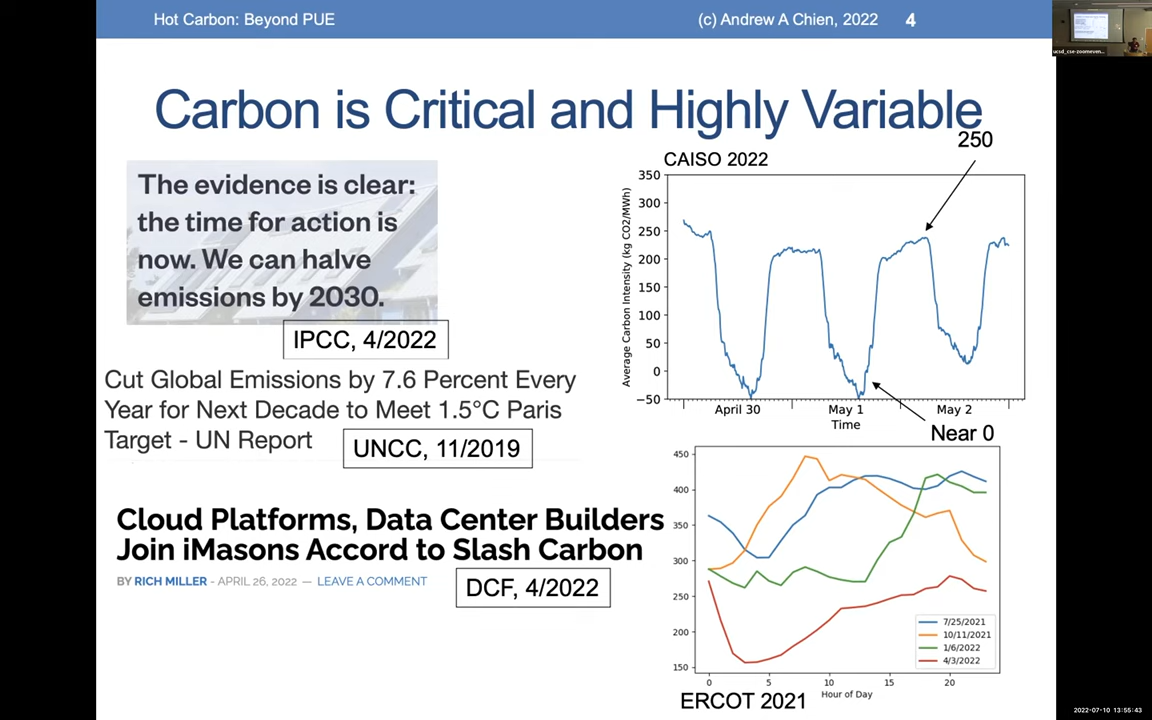 Hot Carbon: Beyond PUE
(c) Andrew A Chien, 2022
4
Carbon is Critical and Highly Variable
The evidence is clear:
the time for action is
now. We can halve
emissions by 2030.
IPCC, 4/2022
Cut Global Emissions by 7.6 Percent Every
Year for Next Decade to Meet 1.5°C Paris
Target - UN Report
UNCC, 11/2019
Cloud Platforms, Data Center Builders
Join iMasons Accord to Slash Carbon
BY RICH MILLER - APRIL 26, 2022 — LEAVE A COMMENT
DCF, 4/2022
CAISO 2022
250
Average Carbon Intensity (kg CO2/MWh)
350
300
250
200
150
100
50
0
−50
April 30
May 1
May 2
Time
Near 0
450
400
350
300
250
200
150
0
5
10
15
20
Hour of Day
7/25/2021
10/11/2021
1/6/2022
4/3/2022
ERCOT 2021
ucsd_cse-zoomeven...
2022-07-10 13:55:43